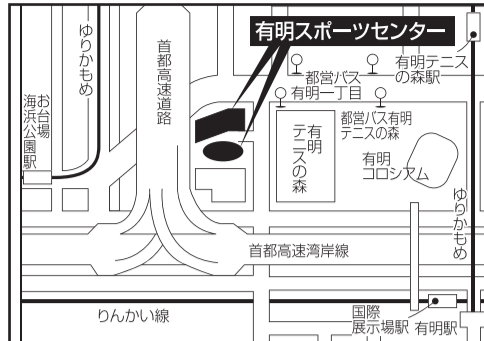 有明スポーツセンター
ゆりかもめ
首都高速道路
お台場
海浜公園駅
都営バス
有明一丁目
有明テニス
の森駅
都営バス有明
テニスの森
有明
テニスの森
有明
コロシアム
ゆりかもめ
首都高速湾岸線
りんかい線
国際
展示場駅
有明駅